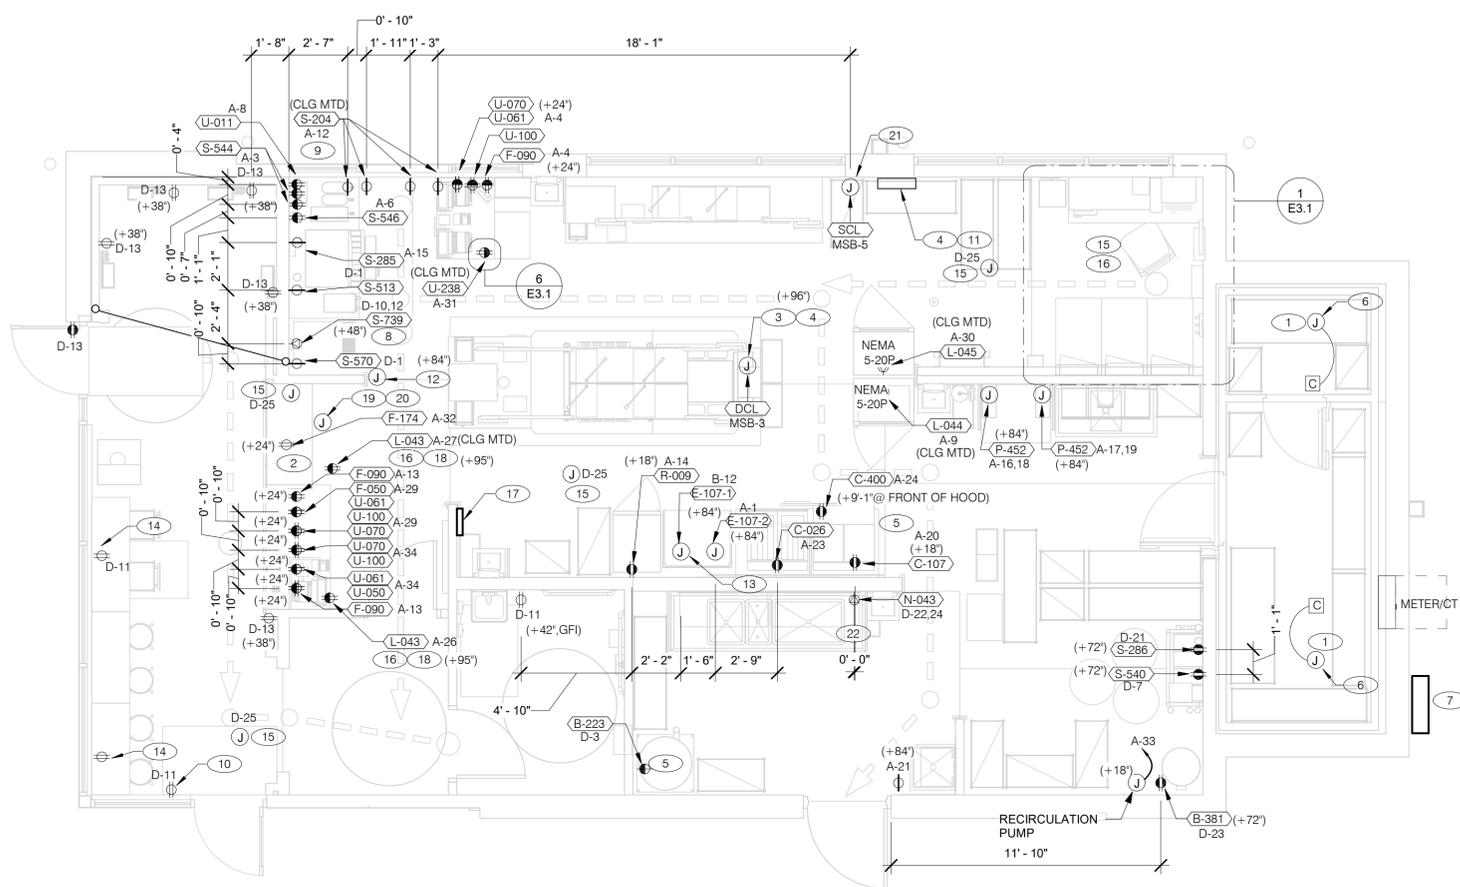 0' - 10"
1' - 8"
2' - 7"
1' - 11"
1' - 3"
18' - 1"
A-8
U-011
(CLG MTD)
S-204
A-12
9
U-070 (+24")
U-061 A-4
U-100
F-090 A-4
(+24")
21
0' - 4"
S-544
A-3
D-13
D-13
(+38")
(+38")
(+38")
D-13
A-6
S-546
0' - 10"
0' - 7"
1' - 1"
2' - 1"
S-285
A-15
D-1
S-513
(CLG MTD)
U-238
A-31
6
E3.1
J
SCL
MSB-5
4
11
D-25
15
J
15
16
1
E3.1
D-13
(+38")
D-10,12
S-739
(+48")
8
0' - 10"
2' - 4"
D-13
S-570
D-1
(+84")
J
12
(+96")
3
4
J
DCL
MSB-3
(CLG MTD)
A-30
L-045
NEMA
5-20P
NEMA
5-20P
L-044
A-9
(CLG MTD)
J
(+84")
P-452
A-16,18
J
P-452
A-17,19
(+84")
1
J
6
C
15
J
D-25
J
19
20
F-174
A-32
(+24")
2
L-043
A-27
(CLG MTD)
16
18
(+95")
F-090
A-13
(+24")
F-050
A-29
U-061
(+24")
U-100
A-29
U-070
(+24")
U-070
A-34
U-100
(+24")
U-061
A-34
(+24")
U-050
F-090
A-13
(+24")
0' - 10"
0' - 10"
0' - 10"
0' - 10"
D-13
(+38")
L-043
A-26
16
18
(+95")
17
J
D-25
15
(+18")
A-14
R-009
B-12
E-107-1
(+84")
J
A-1
E-107-2
(+84")
J
13
C-400
A-24
(+9'-1"@ FRONT OF HOOD)
5
C-026
A-23
A-20
(+18")
C-107
14
D-11
D-11
(+42",GFI)
N-043
D-22,24
22
2' - 2"
1' - 6"
2' - 9"
0' - 0"
4' - 10"
B-223
D-3
5
D-21
(+72")
S-286
(+72")
S-540
D-7
1' - 1"
C
1
J
6
METER/CT
7
D-25
J
15
14
D-11
10
(+84")
A-21
A-33
(+18")
J
RECIRCULATION
PUMP
B-381
(+72")
D-23
11' - 10"